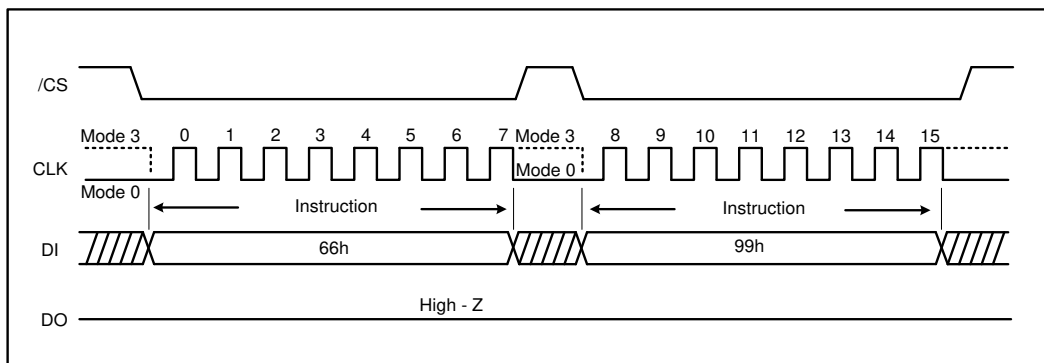 /CS
Mode 3 0 1 2 3 4 5 6 7 Mode 3 8 9 10 11 12 13 14 15
CLK Mode 0
Mode 0
Instruction Instruction
DI 66h 99h
High - Z
DO